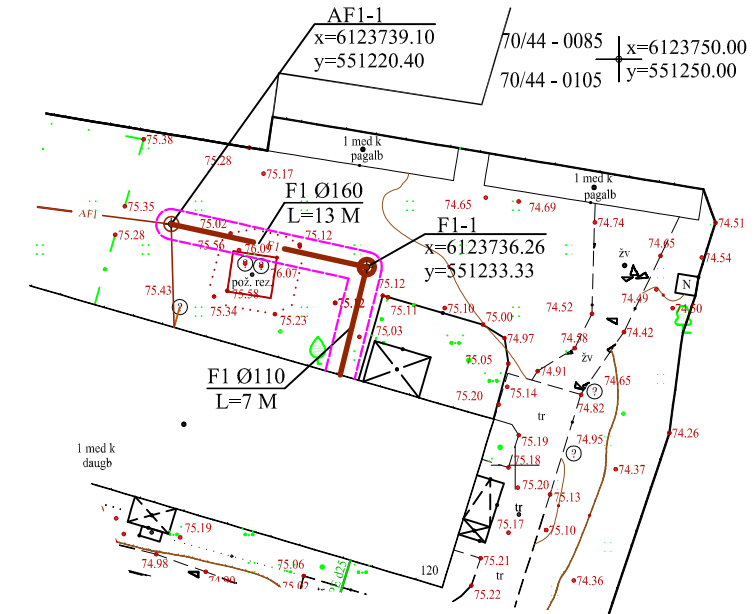 AF1-1
x=6123739.10
y=551220.40
70/44 - 0085
70/44 - 0105
x=6123750.00
y=551250.00
75.38
75.28
75.17
1 med k
pagalb
1 med k
pagalb
F1 Ø160
L=13 M
74.65
74.69
75.35
AF1
75.02
75.28
75.56
76.09
F1
75.12
F1-1
x=6123736.26
y=551233.33
74.74
74.51
žv
74.65
74.54
76.07
pož. rez.
75.43
75.58
75.34
75.23
75.12
75.12
75.11
75.10
75.00
74.52
74.49
N
74.50
74.42
?
75.03
74.97
74.38
žv
75.05
74.91
74.65
F1 Ø110
L=7 M
75.14
75.20
?
74.82
tr
75.19
74.95
74.26
1 med k
daugb
?
75.18
74.37
75.20
75.13
tr
75.19
75.17
75.10
74.98
75.06
120
75.21
tr
74.36
75.22